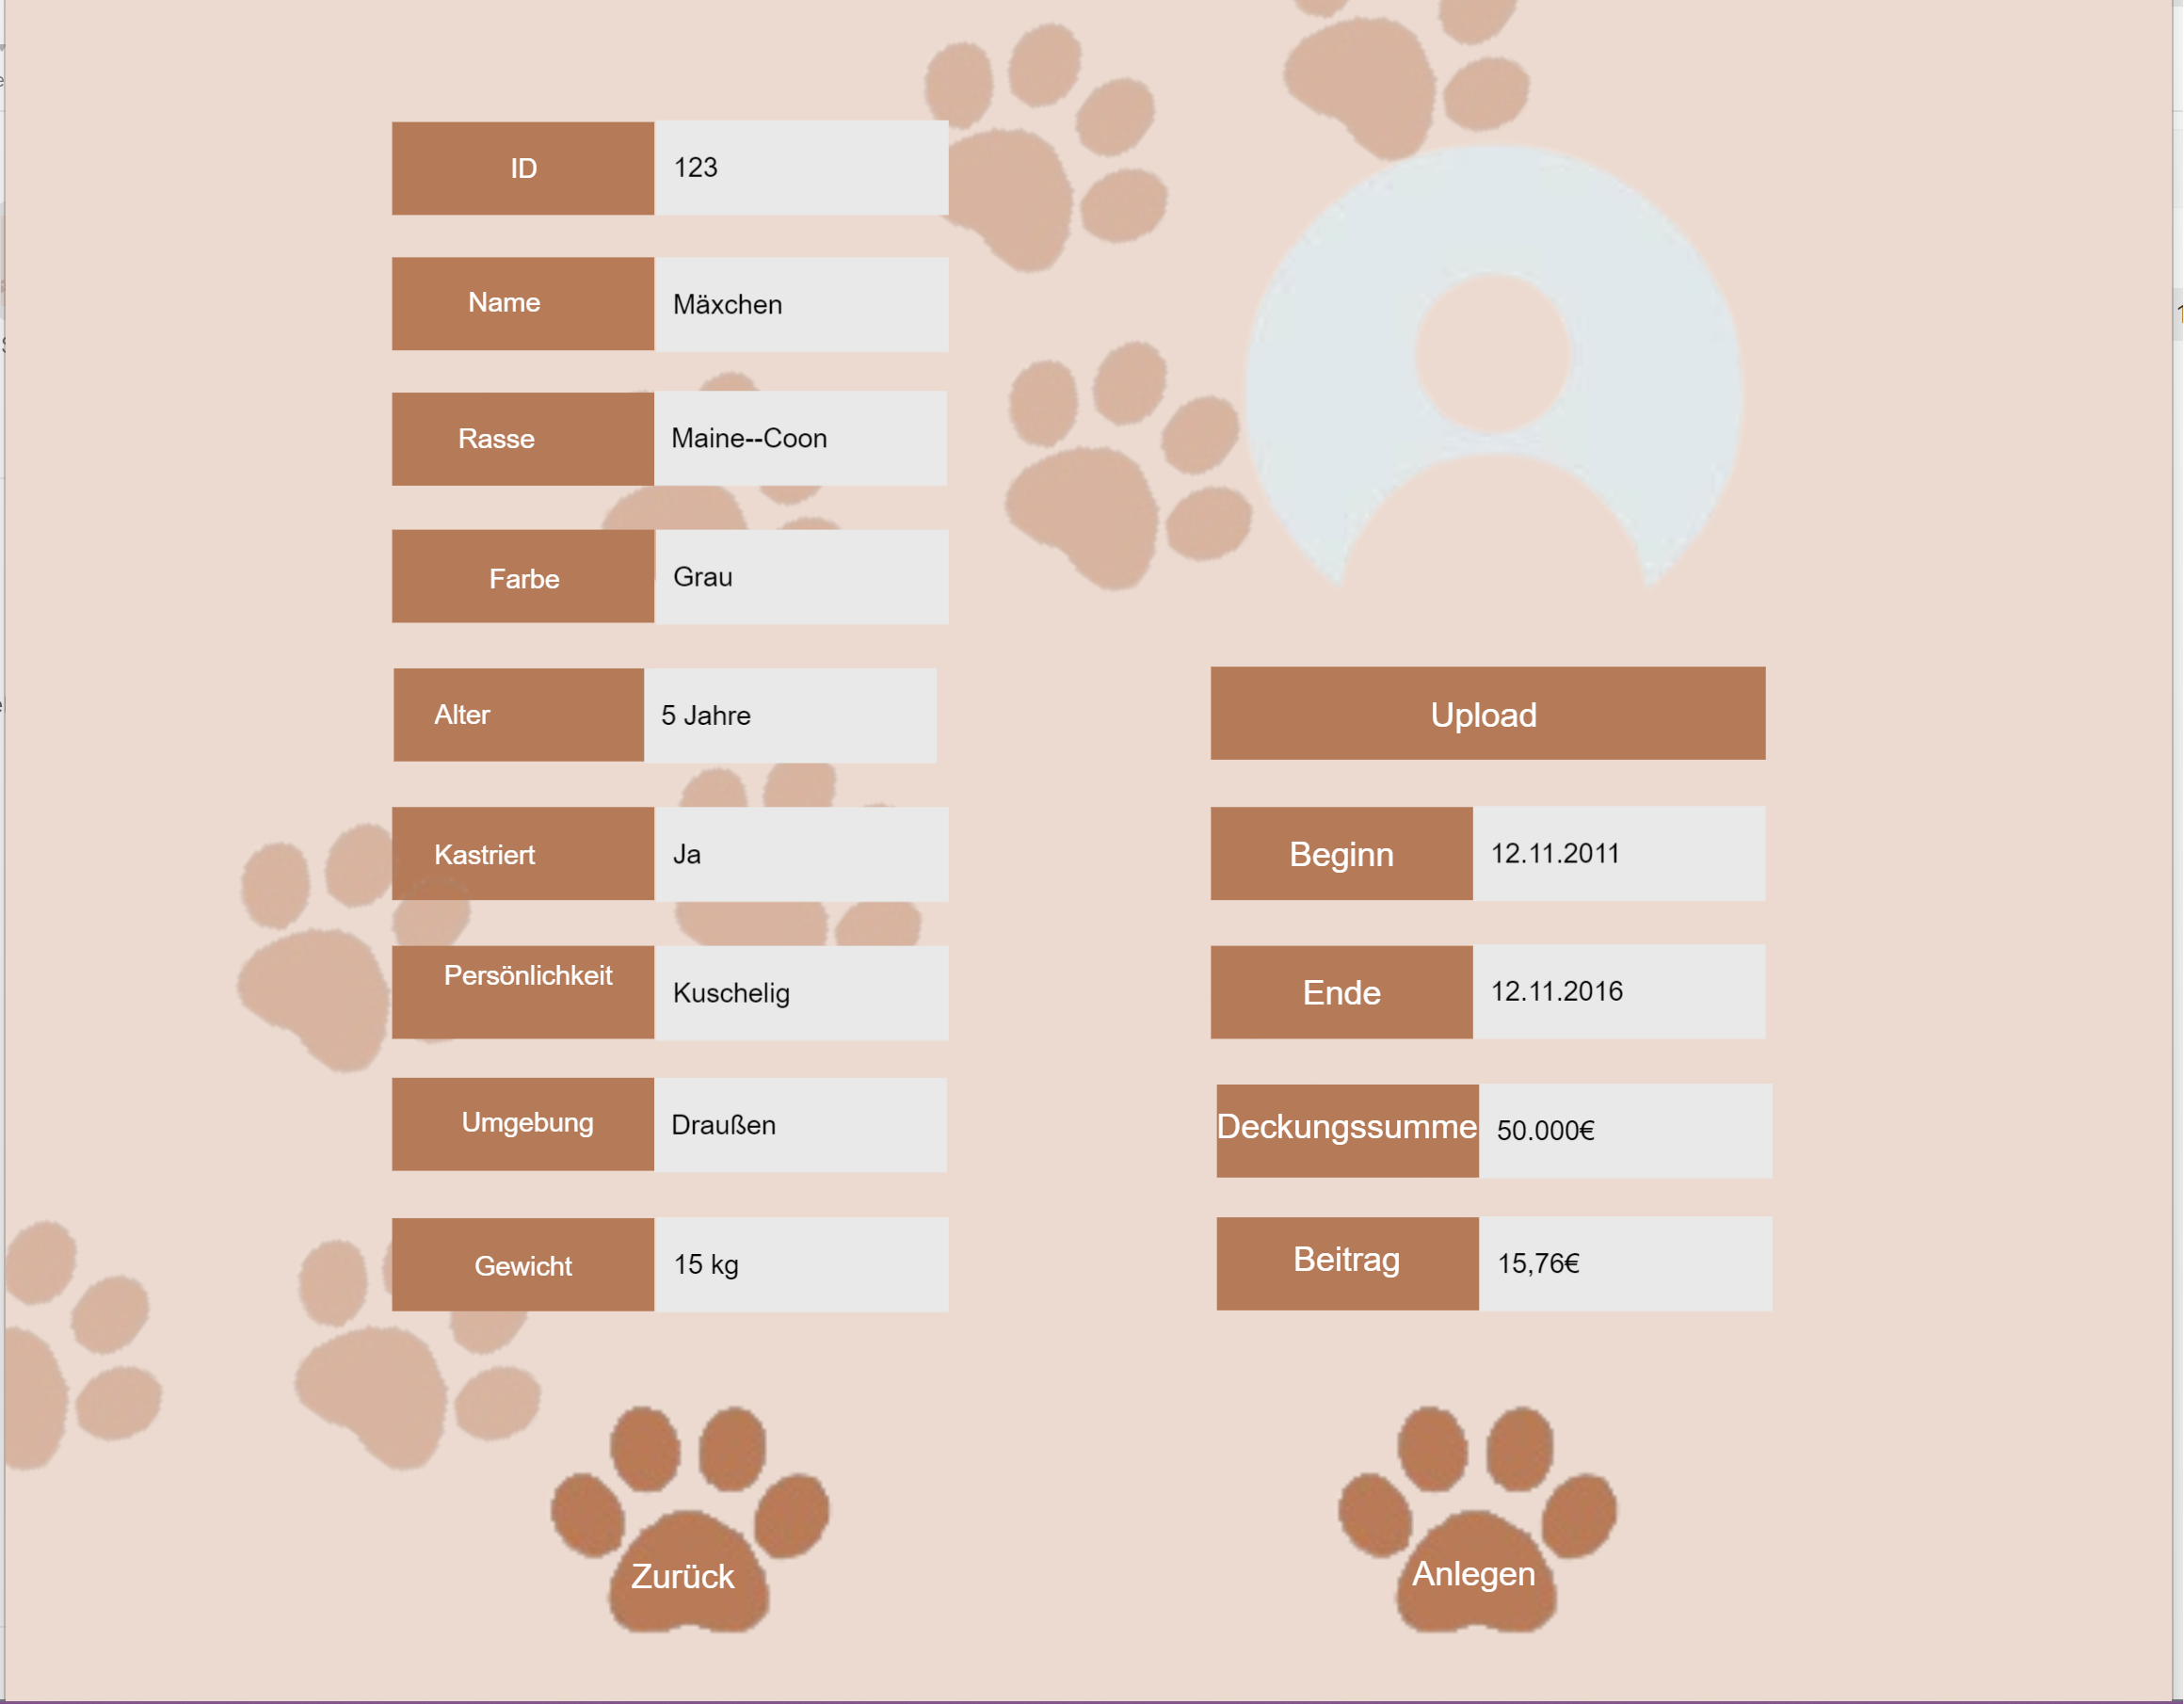 ID 123
Name Mäxchen
Rasse Maine--Coon
Farbe Grau
Alter 5 Jahre
Kastriert Ja
Persönlichkeit Kuschelig
Umgebung Draußen
Gewicht 15 kg
Upload
Beginn 12.11.2011
Ende 12.11.2016
Deckungssumme 50.000€
Beitrag 15,76€
Zurück
Anlegen